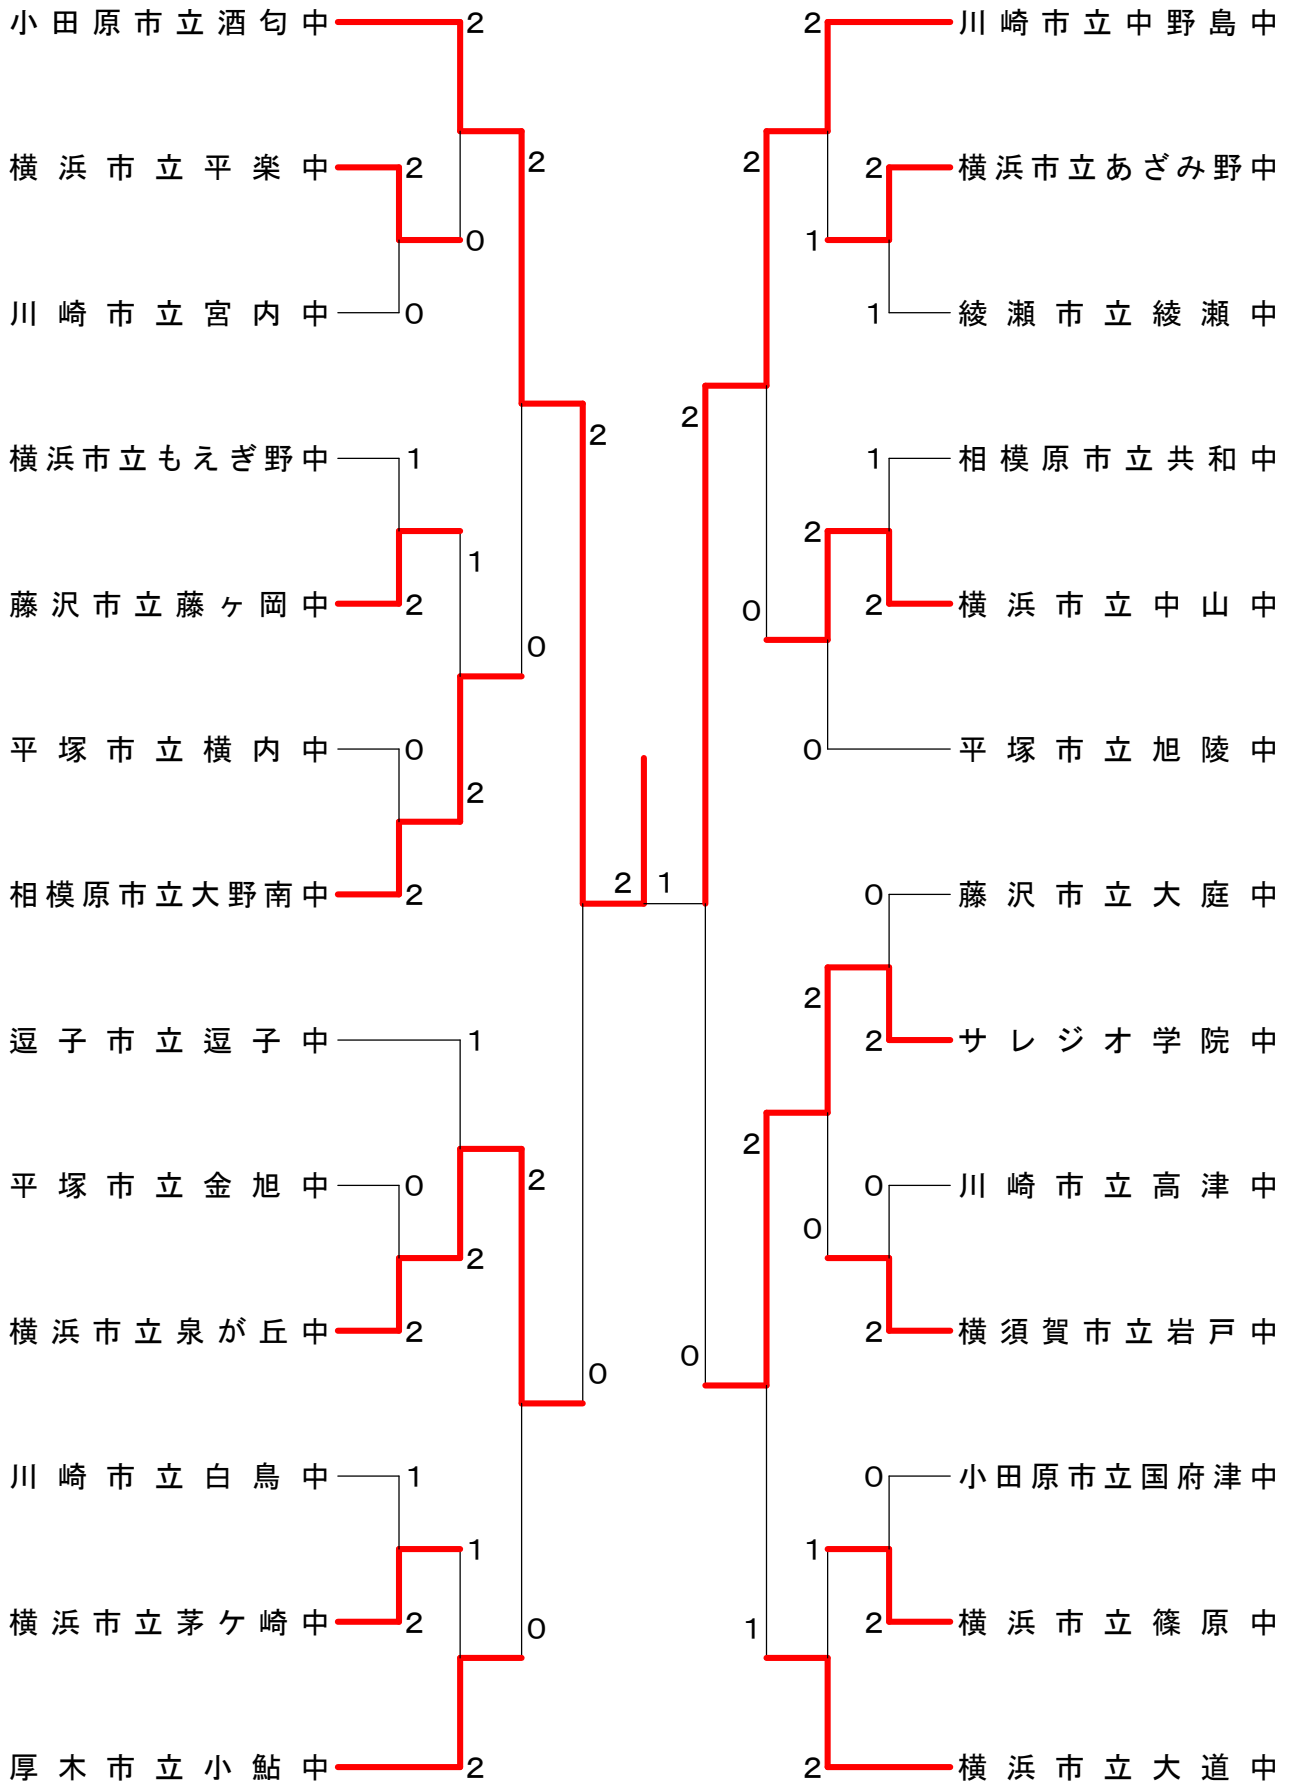 小田原市立酒匂中 2 2 川崎市立中野島中
横浜市立平楽中 2 2 2 2 横浜市立あざみ野中
0 1
川崎市立宮内中 0 1 綾瀬市立綾瀬中
2 2
横浜市立もえぎ野中 1 1 相模原市立共和中
1 2
藤沢市立藤ヶ岡中 2 0 2 横浜市立中山中
0
平塚市立横内中 0 0 平塚市立旭陵中
2
相模原市立大野南中 2 2 1 0 藤沢市立大庭中
2
逗子市立逗子中 1 2 サレジオ学院中
2
平塚市立金旭中 0 2 0 川崎市立高津中
2 0
横浜市立泉が丘中 2 2 横須賀市立岩戸中
0 0
川崎市立白鳥中 1 0 小田原市立国府津中
1 1
横浜市立茅ケ崎中 2 0 1 2 横浜市立篠原中
厚木市立小鮎中 2 2 横浜市立大道中